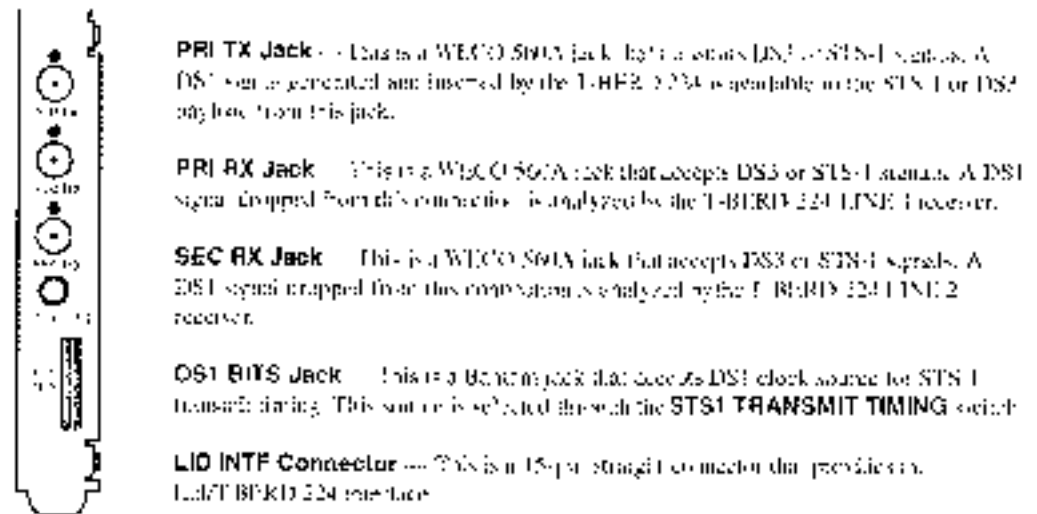 PRI TX Jack — This is a WECO 560A jack that transmits DS3 or STS-1 signals. A
DS1 signal generated and inserted by the T-BERD 224 is available in the STS-1 or DS3
payload from this jack.
PRI RX Jack — This is a WECO 560A jack that accepts DS3 or STS-1 signals. A DS1
signal dropped from this connection is analyzed by the T-BERD 224 LINE 1 receiver.
SEC RX Jack — This is a WECO 560A jack that accepts DS3 or STS-1 signals. A
DS1 signal dropped from this connection is analyzed by the T-BERD 224 LINE 2
receiver.
DS1 BITS Jack — This is a Bantam jack that accepts DS1 clock source for STS-1
transmit timing. This source is selected through the STS1 TRANSMIT TIMING switch
LID INTF Connector — This is a 15-pin straight connector that provides
T-BERD 224 interface